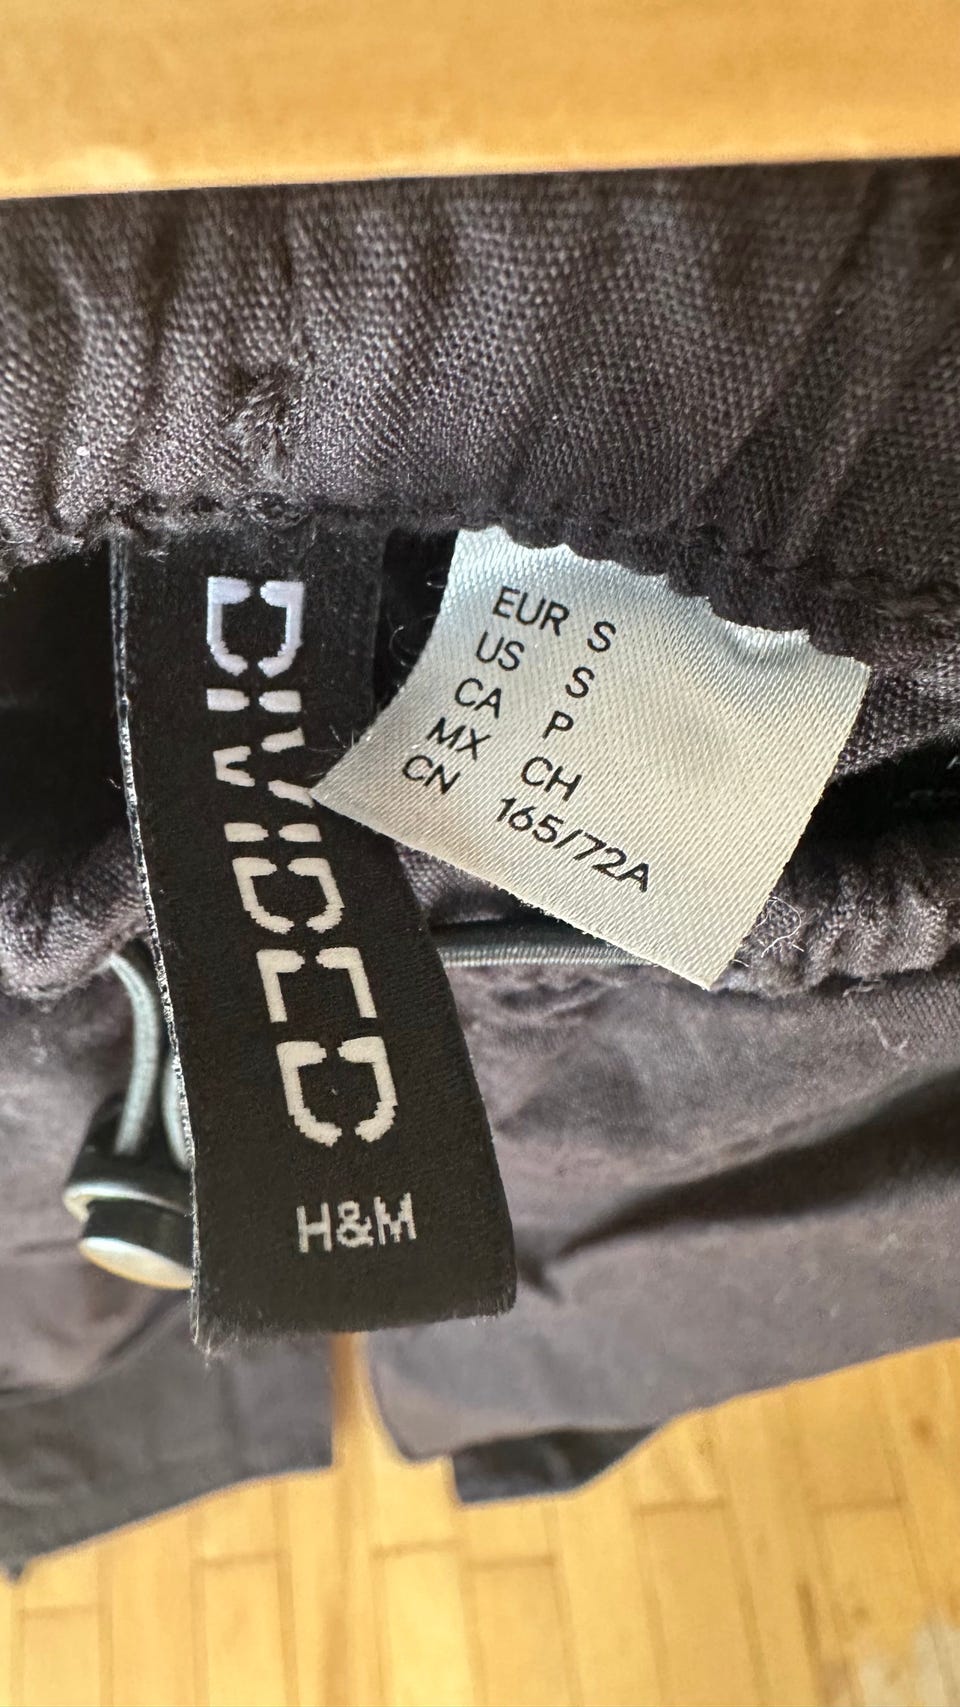 DIVIDED
H&M
EUR S
US S
CA P
MX CH
CN 165/72A